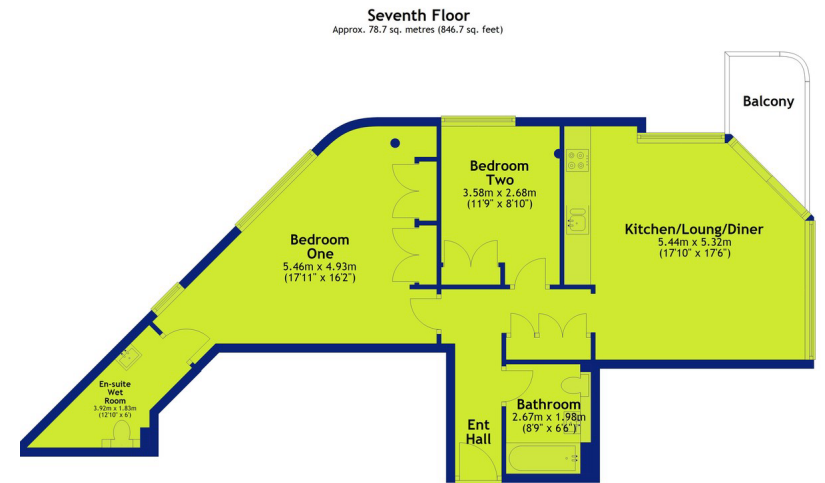 Seventh Floor
Approx. 78.7 sq. metres (846.7 sq. feet)
Balcony
Bedroom
Two
3.58m x 2.68m
(11'9" x 8'10")
Kitchen/Loung/Diner
5.44m x 5.32m
(17'10" x 17'6")
Bedroom
One
5.46m x 4.93m
(17'11" x 16'2")
En-suite
Wet
Room
3.92m x 1.83m
(12'10" x 6')
Ent
Hall
Bathroom
2.67m x 1.98m
(8'9" x 6'6")